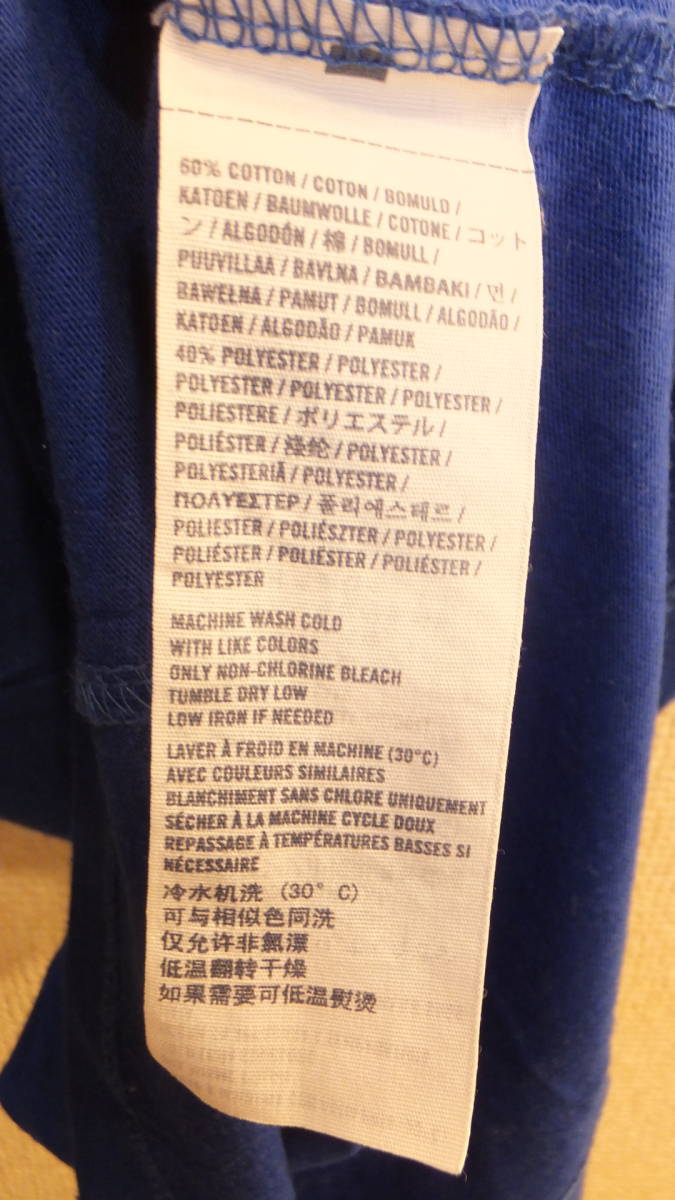 60% COTTON / COTON / BOMULD /
KATOEN / BAUMWOLLE / COTONE / コット
ン / ALGODÓN / 棉 / BOMULL /
PUUVILLAA / BAVLNA / BAMBAKI / 면 /
BAWEŁNA / PAMUT / BOMULL / ALGODÃO /
KATOEN / ALGODÃO / PAMUK
40% POLYESTER / POLYESTER /
POLYESTER / POLYESTER / POLYESTER /
POLIESTERE / ポリエステル /
POLIÉSTER / 涤纶 / POLYESTER /
POLYESTERIÄ / POLYESTER /
ΠΟΛΥΕΣΤΕΡ / 폴리에스테르 /
POLIESTER / POLIÉSZTER / POLYESTER /
POLIÉSTER / POLIÉSTER / POLIÉSTER /
POLYESTER
MACHINE WASH COLD
WITH LIKE COLORS
ONLY NON-CHLORINE BLEACH
TUMBLE DRY LOW
LOW IRON IF NEEDED
LAVER À FROID EN MACHINE (30°C)
AVEC COULEURS SIMILAIRES
BLANCHIMENT SANS CHLORE UNIQUEMENT
SÉCHER À LA MACHINE CYCLE DOUX
REPASSAGE À TEMPÉRATURES BASSES SI
NÉCESSAIRE
冷水机洗 (30° C)
可与相似色同洗
仅允许非氯漂
低温翻转干燥
如果需要可低温熨烫